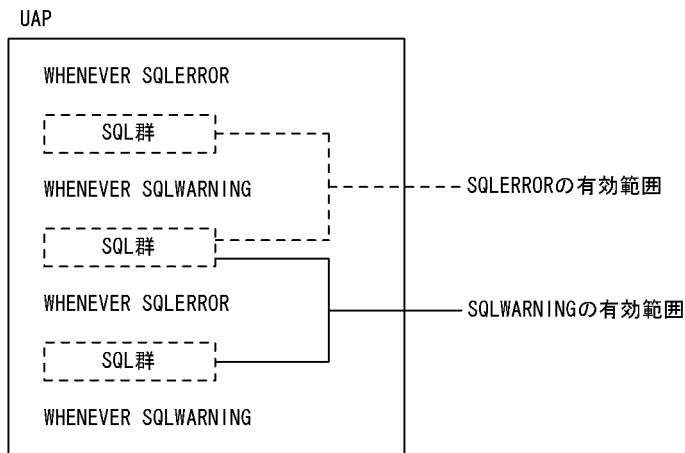 UAP
WHENEVER SQLERROR
SQL群
WHENEVER SQLWARNING
SQLERRORの有効範囲
SQL群
WHENEVER SQLERROR
SQLWARNINGの有効範囲
SQL群
WHENEVER SQLWARNING